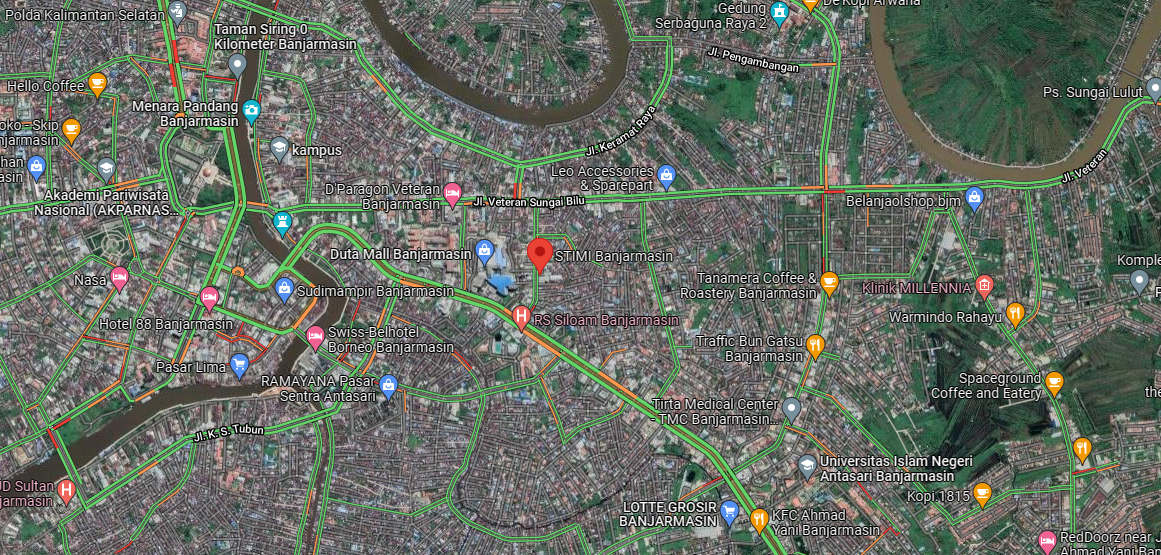 Polda Kalimantan Selatan
Taman Siring 0
Kilometer Banjarmasin
Gedung
Serbaguna Raya 2
De Kopi Arwana
Jl. Pengambangan
Hello Coffee
Ps. Sungai Lulut
Menara Pandang
Banjarmasin
Skip
kampus
Jl. Keramat Raya
Jl. Veteran
Leo Accessories
& Sparepart
Akademi Pariwisata
Nasional (AKPARNAS...
D'Paragon Veteran
Banjarmasin
Jl. Veteran Sungai Bilu
Belanjaolshop.bjm
Duta Mall Banjarmasin
STIMI Banjarmasin
Nasa
Sudimampir Banjarmasin
Tanamera Coffee &
Roastery Banjarmasin
Klinik MILLENNIA
Hotel 88 Banjarmasin
RS Siloam Banjarmasin
Warmindo Rahayu
Swiss-Belhotel
Borneo Banjarmasin
Traffic Bun Gatsu
Banjarmasin
Pasar Lima
RAMAYANA Pasar
Sentra Antasari
Spaceground
Coffee and Eatery
the
Tirta Medical Center
- TMC Banjarmasin...
Jl. K. S. Tubun
Universitas Islam Negeri
Antasari Banjarmasin
Kopi 1815
LOTTE GROSIR
BANJARMASIN
KFC Ahmad
Yani Banjarmasin
RedDoorz near J
Ahmad Yani Ba